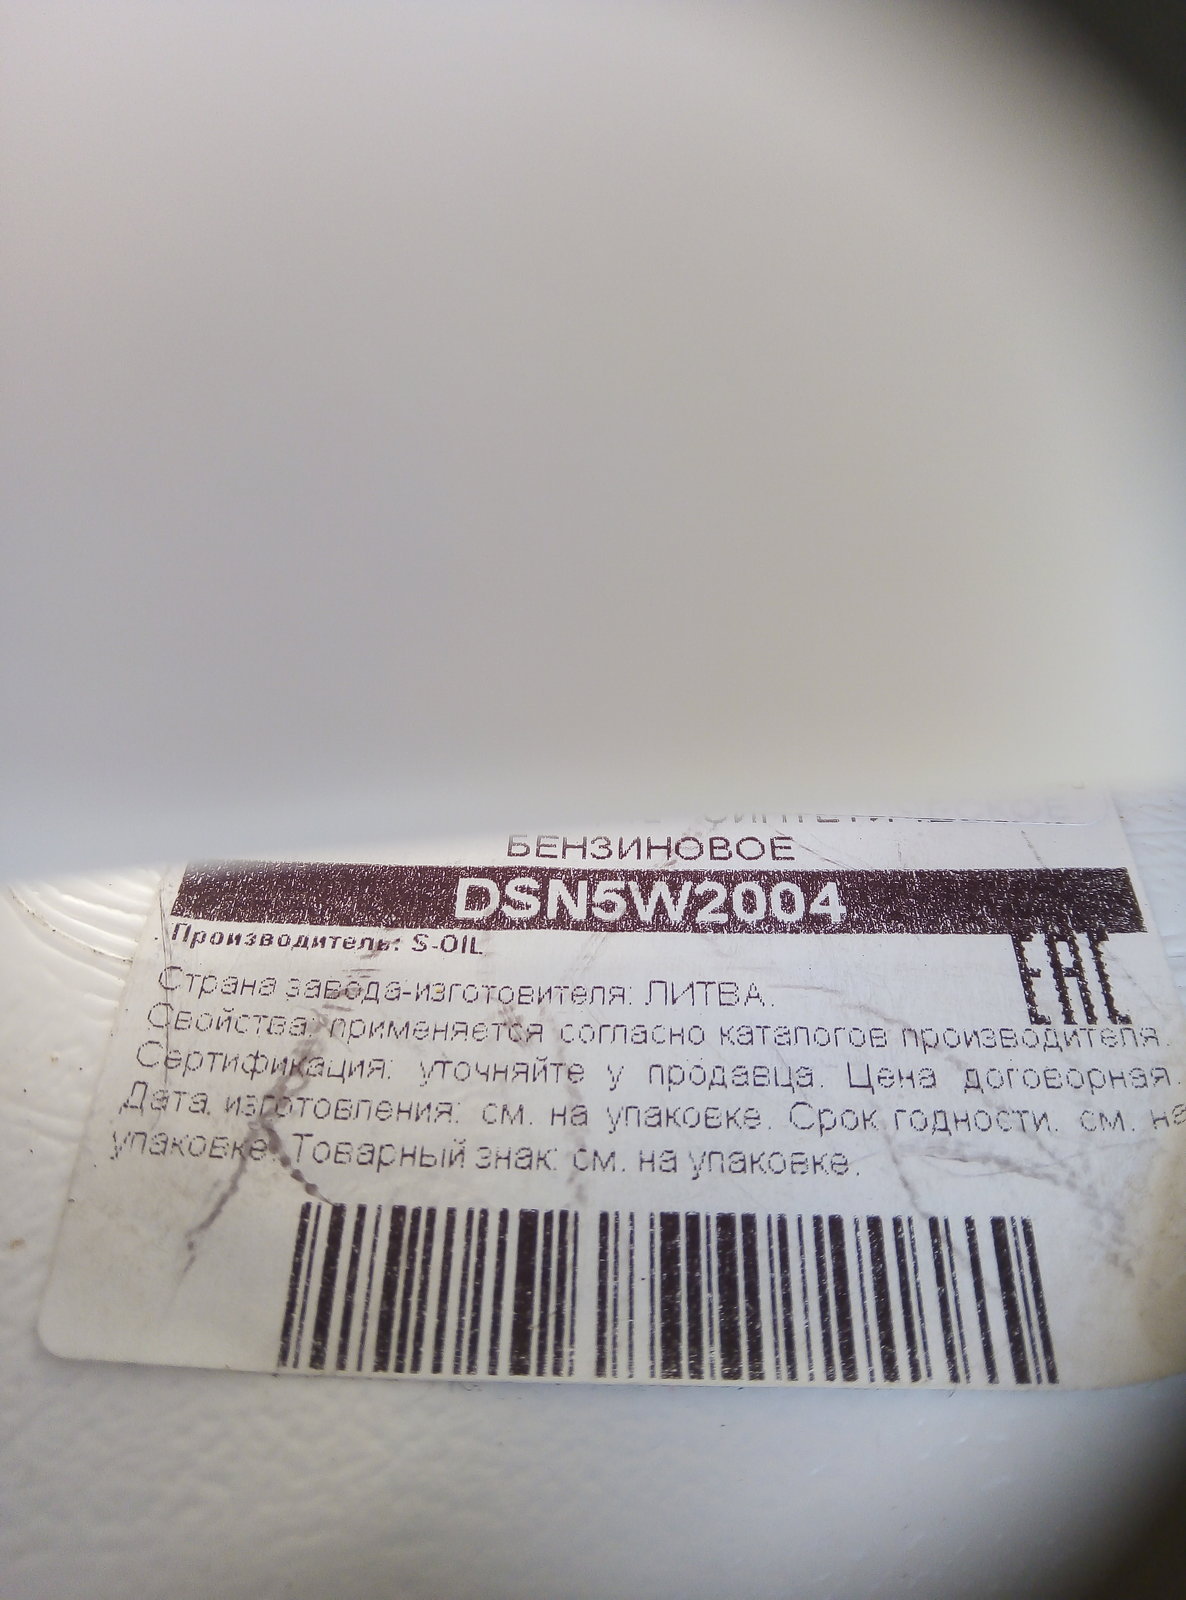 БЕНЗИНОВОЕ
DSN5W2004
Производитель: S-OIL
EAC
Страна завода-изготовителя: ЛИТВА.
Свойства: применяется согласно каталогов производителя.
Сертификация: уточняйте у продавца. Цена договорная.
Дата изготовления: см. на упаковке. Срок годности: см. на
упаковке. Товарный знак: см. на упаковке.